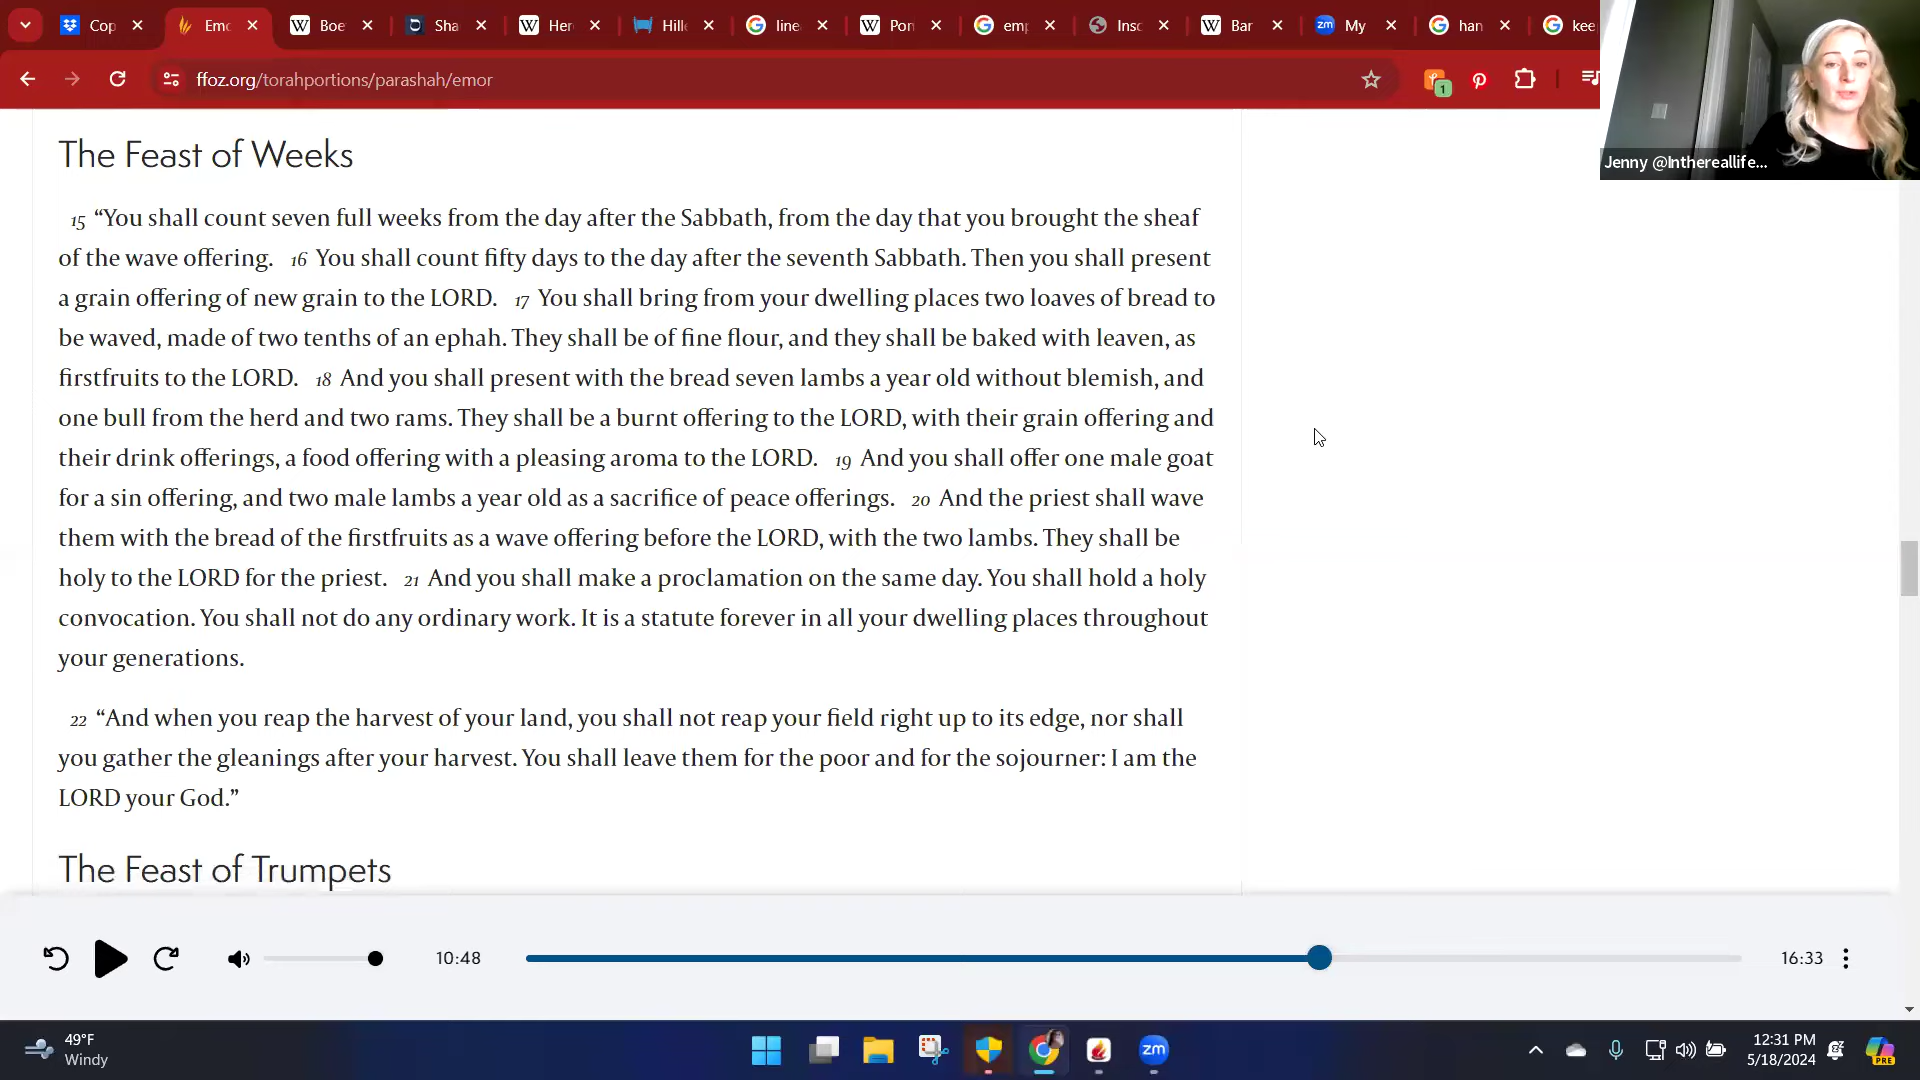 Cop
Emo
Boe
Sha
Her
Hille
line
Pon
emp
Insc
Bar
My
han
kee
ffoz.org/torahportions/parashah/emor
1
Jenny @Inthereallife...
The Feast of Weeks
15 “You shall count seven full weeks from the day after the Sabbath, from the day that you brought the sheaf
of the wave offering. 16 You shall count fifty days to the day after the seventh Sabbath. Then you shall present
a grain offering of new grain to the LORD. 17 You shall bring from your dwelling places two loaves of bread to
be waved, made of two tenths of an ephah. They shall be of fine flour, and they shall be baked with leaven, as
firstfruits to the LORD. 18 And you shall present with the bread seven lambs a year old without blemish, and
one bull from the herd and two rams. They shall be a burnt offering to the LORD, with their grain offering and
their drink offerings, a food offering with a pleasing aroma to the LORD. 19 And you shall offer one male goat
for a sin offering, and two male lambs a year old as a sacrifice of peace offerings. 20 And the priest shall wave
them with the bread of the firstfruits as a wave offering before the LORD, with the two lambs. They shall be
holy to the LORD for the priest. 21 And you shall make a proclamation on the same day. You shall hold a holy
convocation. You shall not do any ordinary work. It is a statute forever in all your dwelling places throughout
your generations.
22 “And when you reap the harvest of your land, you shall not reap your field right up to its edge, nor shall
you gather the gleanings after your harvest. You shall leave them for the poor and for the sojourner: I am the
LORD your God.”
The Feast of Trumpets
10:48
16:33
49°F
Windy
zm
12:31 PM
5/18/2024
PRE